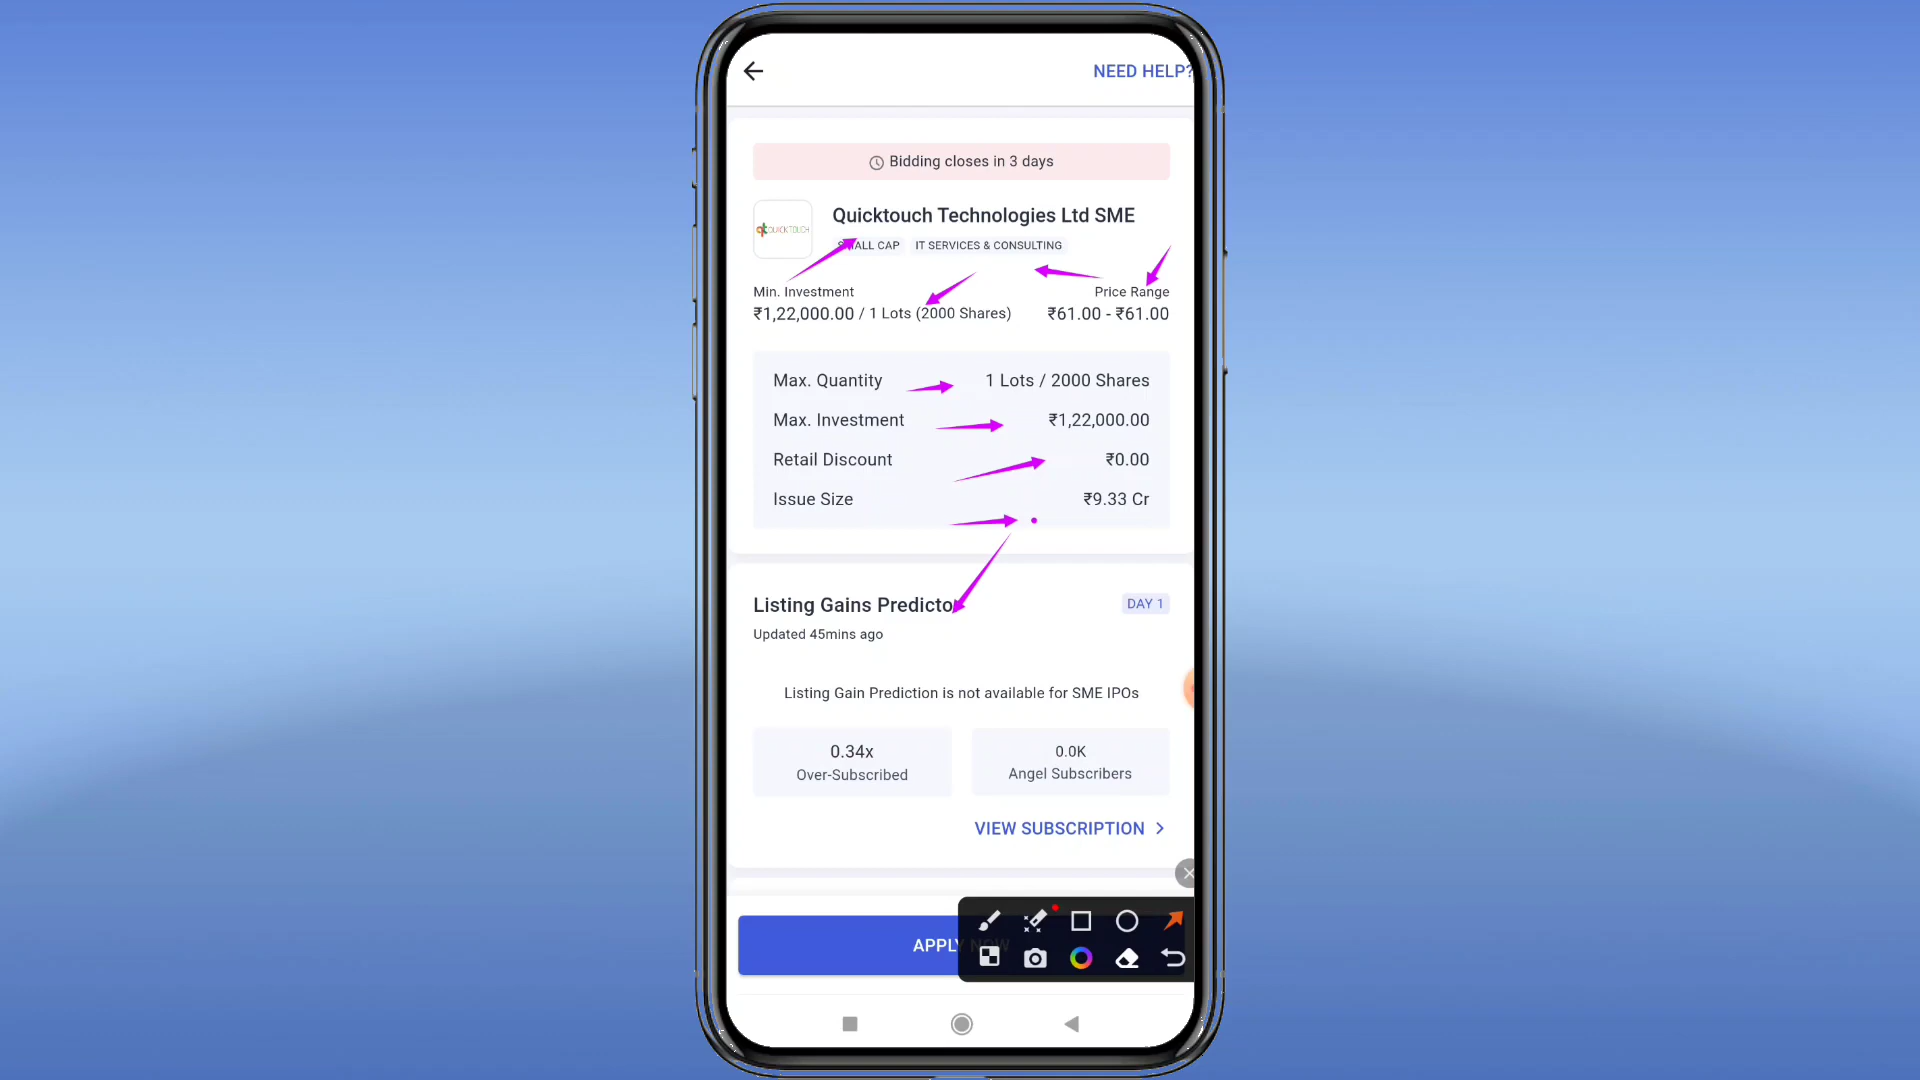 NEED HELP?
Bidding closes in 3 days
QUICKTOUCH
Quicktouch Technologies Ltd SME
SMALL CAP IT SERVICES & CONSULTING
Min. Investment Price Range
₹1,22,000.00 / 1 Lots (2000 Shares) ₹61.00 - ₹61.00
Max. Quantity 1 Lots / 2000 Shares
Max. Investment ₹1,22,000.00
Retail Discount ₹0.00
Issue Size ₹9.33 Cr
Listing Gains Predicto DAY 1
Updated 45mins ago
Listing Gain Prediction is not available for SME IPOs
0.34x 0.0K
Over-Subscribed Angel Subscribers
VIEW SUBSCRIPTION
APPLY NOW